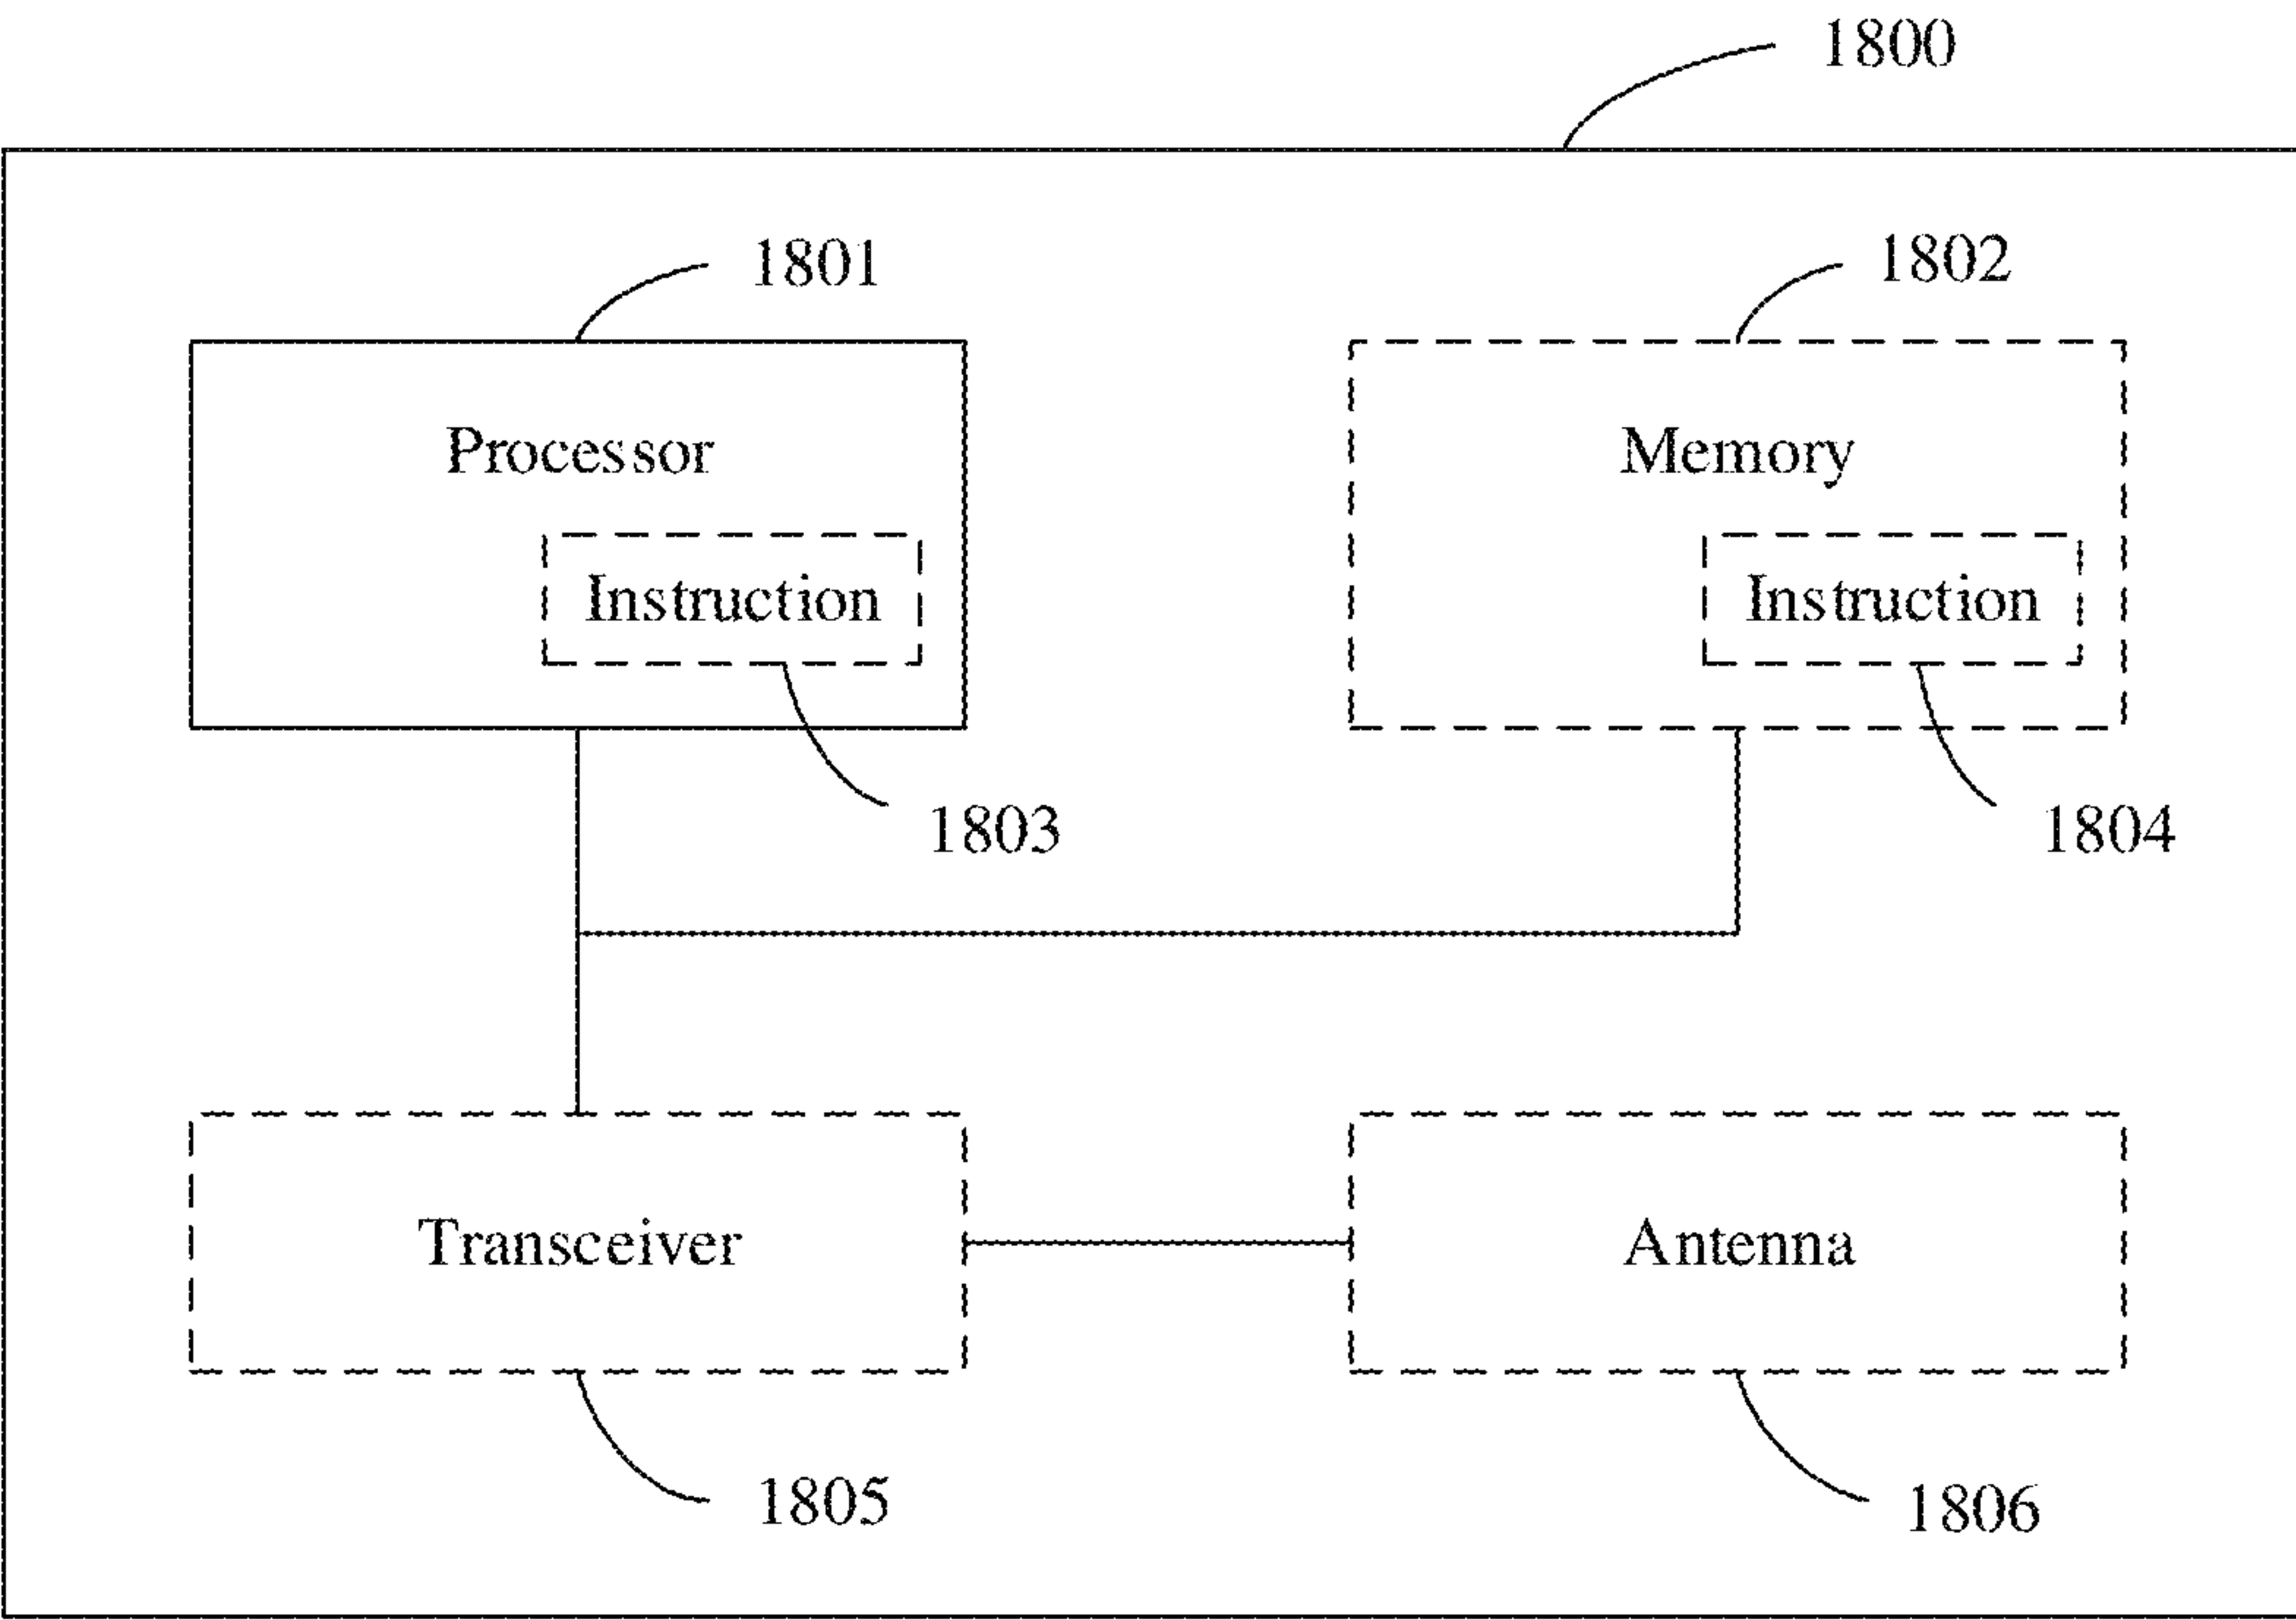 1800
1801
1802
Processor
Memory
Instruction
Instruction
1803
1804
Transceiver
Antenna
1805
1806